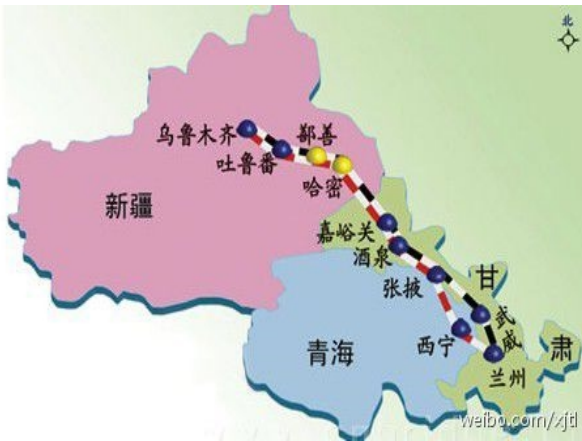 北
乌鲁木齐
鄯善
吐鲁番
哈密
新疆
嘉峪关
酒泉
张掖
甘
肃
武威
西宁
青海
兰州
weibo.com/xjtl